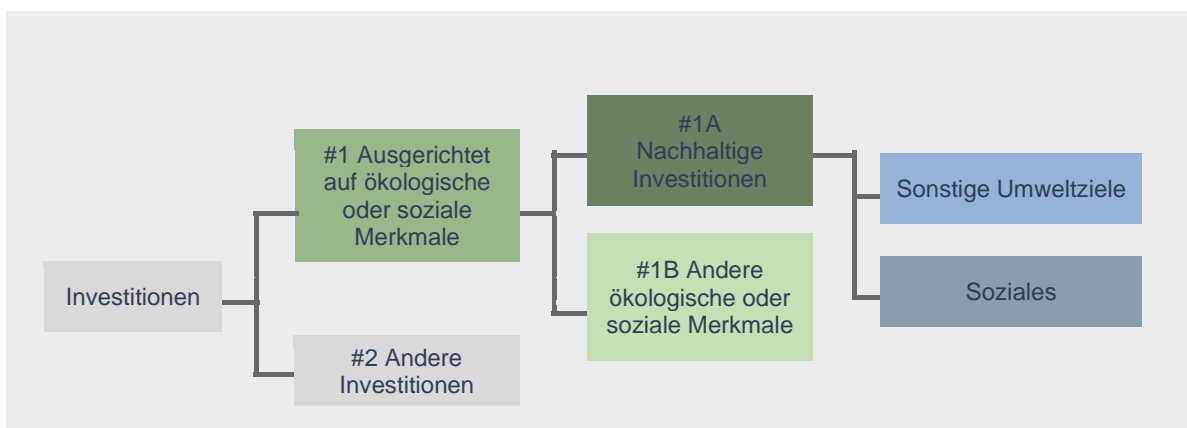 Investitionen
#1 Ausgerichtet
auf ökologische
oder soziale
Merkmale
#2 Andere
Investitionen
#1A
Nachhaltige
Investitionen
#1B Andere
ökologische oder
soziale Merkmale
Sonstige Umweltziele
Soziales